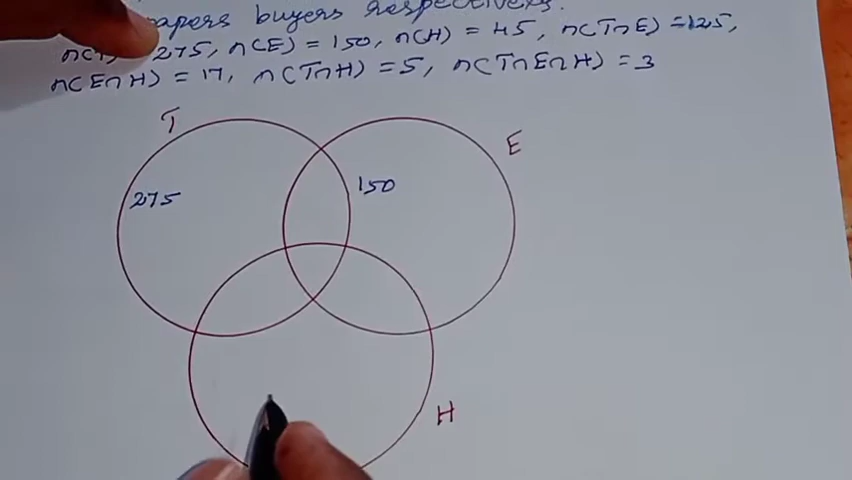 papers buyers respectively.
275, n(E) = 150, n(H) = 45, n(T∩E) = 125,
n(E∩H) = 17, n(T∩H) = 5, n(T∩E∩H) = 3
T
E
275
150
H